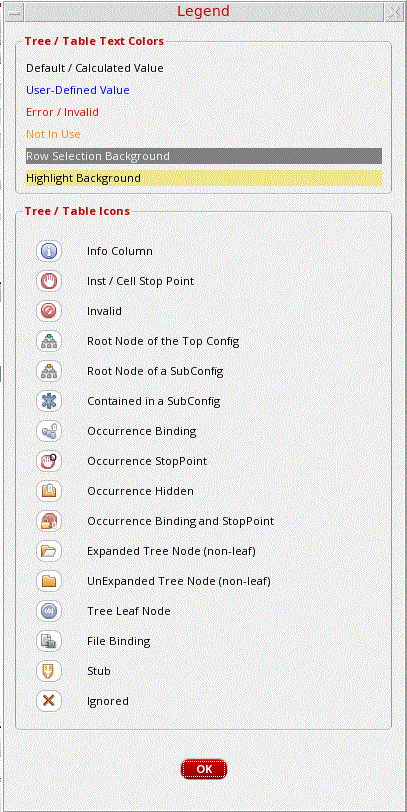 Legend
Tree / Table Text Colors
Default / Calculated Value
User-Defined Value
Error / Invalid
Not In Use
Row Selection Background
Highlight Background
Tree / Table Icons
Info Column
Inst / Cell Stop Point
Invalid
Root Node of the Top Config
Root Node of a SubConfig
Contained in a SubConfig
Occurrence Binding
Occurrence StopPoint
Occurrence Hidden
Occurrence Binding and StopPoint
Expanded Tree Node (non-leaf)
UnExpanded Tree Node (non-leaf)
obj Tree Leaf Node
File Binding
Stub
Ignored
OK